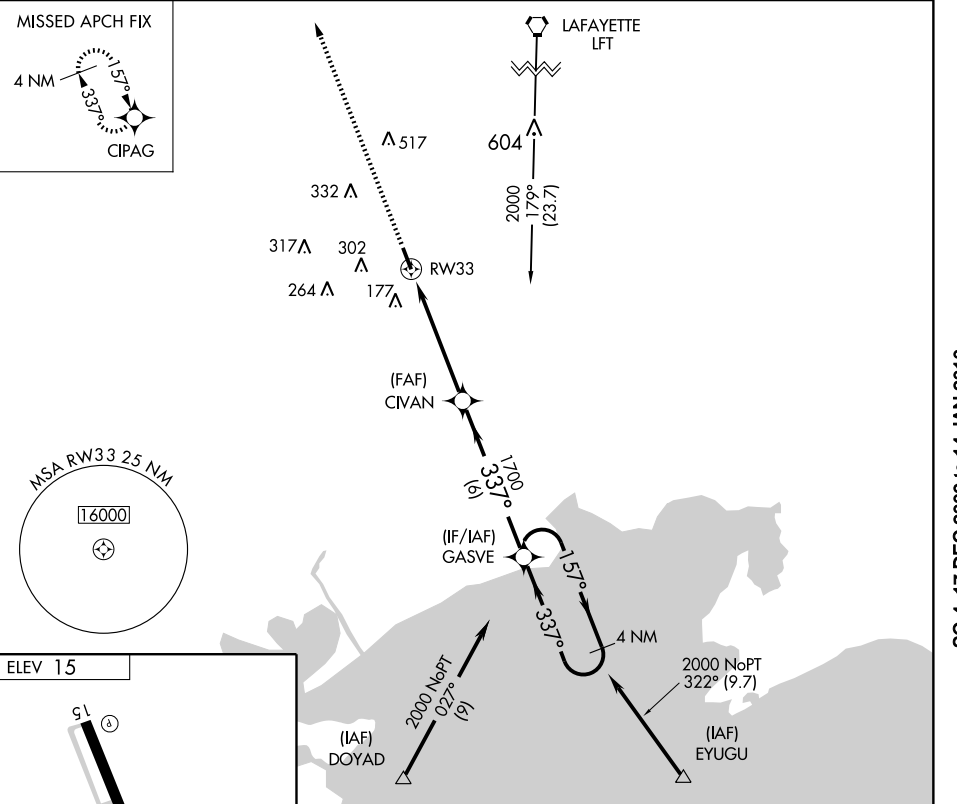 MISSED APCH FIX
4 NM
157°
337°
CIPAG
LAFAYETTE
LFT
604
2000
179°
(23.7)
517
332
317
302
264
177
RW33
(FAF)
CIVAN
1700
337°
(6)
MSA RW33 25 NM
16000
(IF/IAF)
GASVE
157°
337°
4 NM
2000 NoPT
027°
(9)
2000 NoPT
322° (9.7)
(IAF)
DOYAD
(IAF)
EYUGU
ELEV 15
15
P